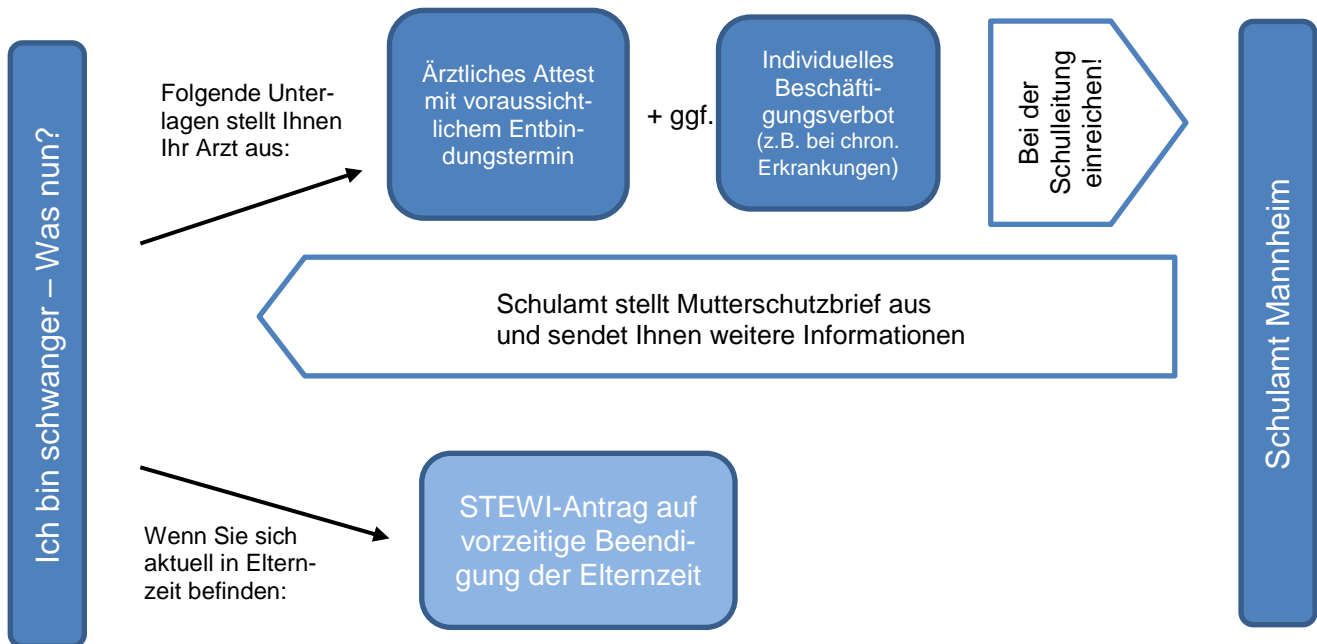 Ich bin schwanger – Was nun?
Folgende Unter-
lagen stellt Ihnen
Ihr Arzt aus:
Ärztliches Attest
mit voraussicht-
lichem Entbin-
dungstermin
+ ggf.
Individuelles
Beschäfti-
gungsverbot
(z.B. bei chron.
Erkrankungen)
Bei der
Schulleitung
einreichen!
Schulamt Mannheim
Schulamt stellt Mutterschutzbrief aus
und sendet Ihnen weitere Informationen
Wenn Sie sich
aktuell in Eltern-
zeit befinden:
STEWI-Antrag auf
vorzeitige Beendi-
gung der Elternzeit